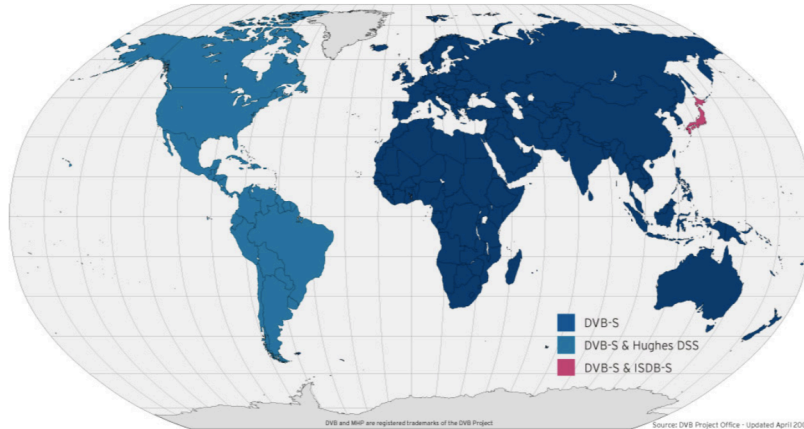 DVB-S
DVB-S & Hughes DSS
DVB-S & ISDB-S
DVB and MHP are registered trademarks of the DVB Project
Source: DVB Project Office - Updated April